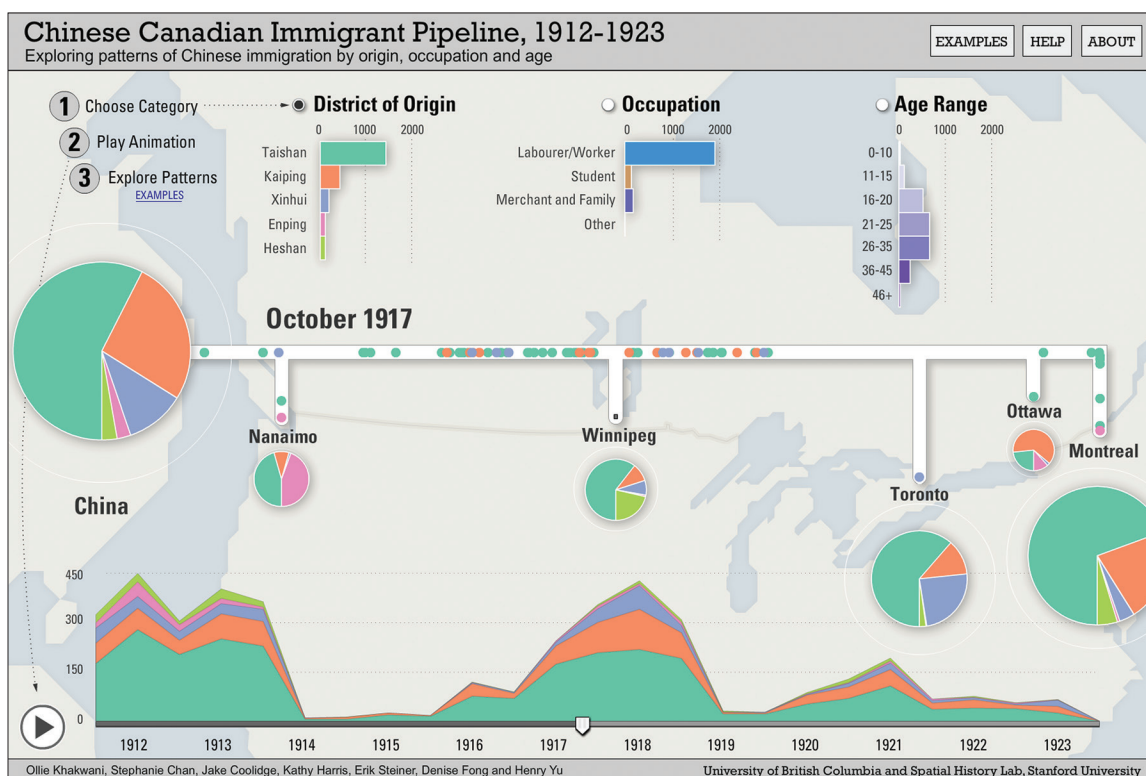 Chinese Canadian Immigrant Pipeline, 1912-1923
Exploring patterns of Chinese immigration by origin, occupation and age
EXAMPLES
HELP
ABOUT
1 Choose Category
2 Play Animation
3 Explore Patterns
EXAMPLES
District of Origin
0 1000 2000
Taishan
Kaiping
Xinhui
Enping
Heshan
Occupation
0 1000 2000
Labourer/Worker
Student
Merchant and Family
Other
Age Range
0 1000 2000
0-10
11-15
16-20
21-25
26-35
36-45
46+
October 1917
China
Nanaimo
Winnipeg
Toronto
Ottawa
Montreal
450
300
150
0
1912 1913 1914 1915 1916 1917 1918 1919 1920 1921 1922 1923
Ollie Khakwani, Stephanie Chan, Jake Coolidge, Kathy Harris, Erik Steiner, Denise Fong and Henry Yu
University of British Columbia and Spatial History Lab, Stanford University